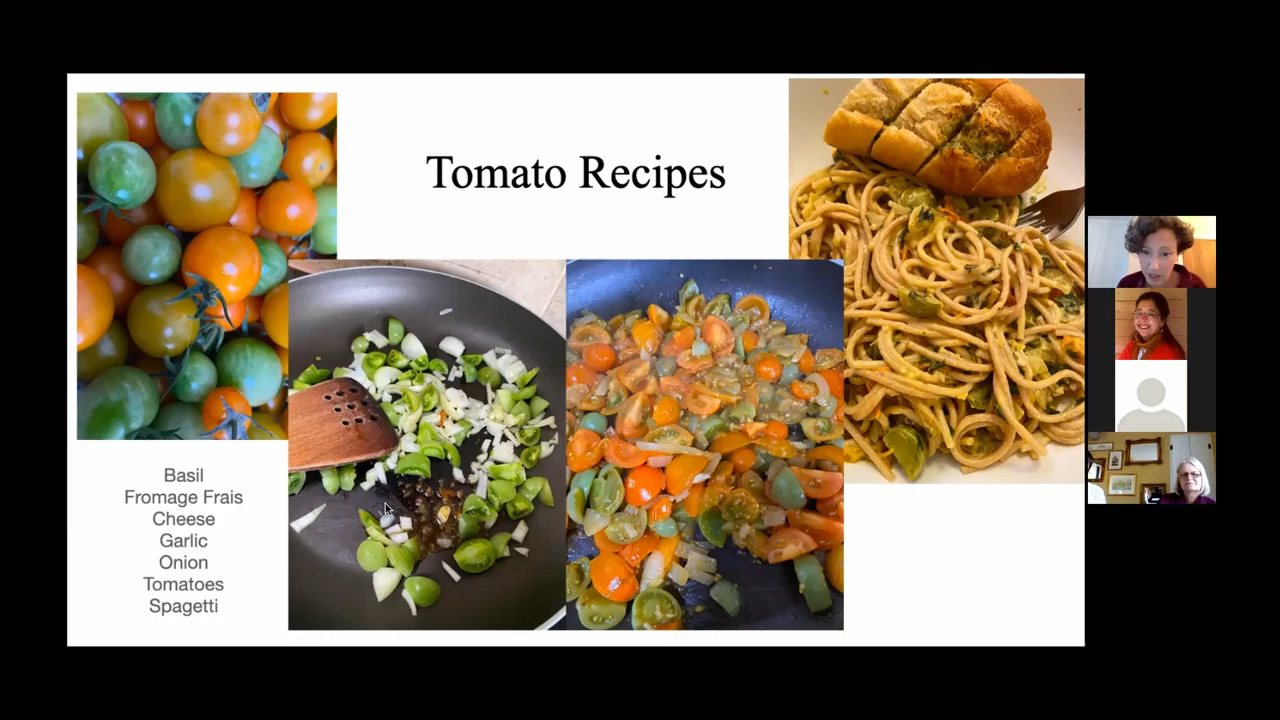 Tomato Recipes
Basil
Fromage Frais
Cheese
Garlic
Onion
Tomatoes
Spagetti